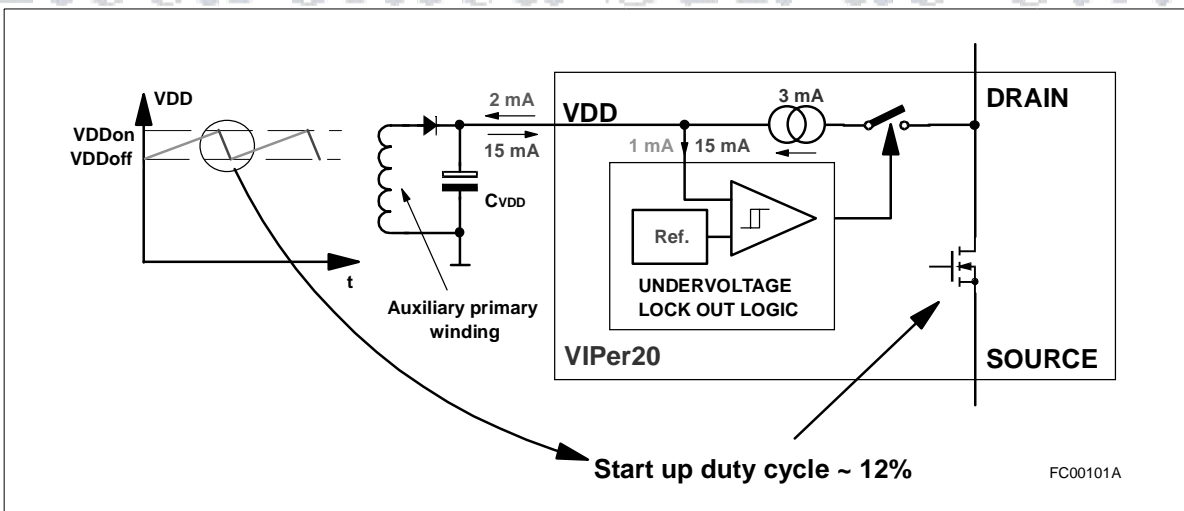 VDD
VDDon
VDDoff
t
2 mA
15 mA
CVDD
Auxiliary primary
winding
VDD
1 mA
15 mA
3 mA
DRAIN
Ref.
UNDERVOLTAGE
LOCK OUT LOGIC
VIPer20
SOURCE
Start up duty cycle ~ 12%
FC00101A